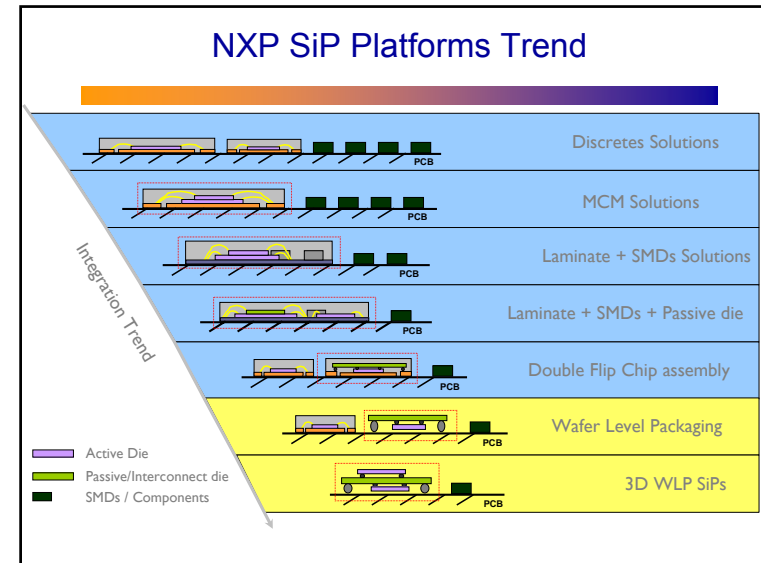 NXP SiP Platforms Trend
Discretes Solutions
PCB
MCM Solutions
PCB
Laminate + SMDs Solutions
PCB
Laminate + SMDs + Passive die
PCB
Double Flip Chip assembly
PCB
Wafer Level Packaging
PCB
3D WLP SiPs
PCB
Integration Trend
Active Die
Passive/Interconnect die
SMDs / Components